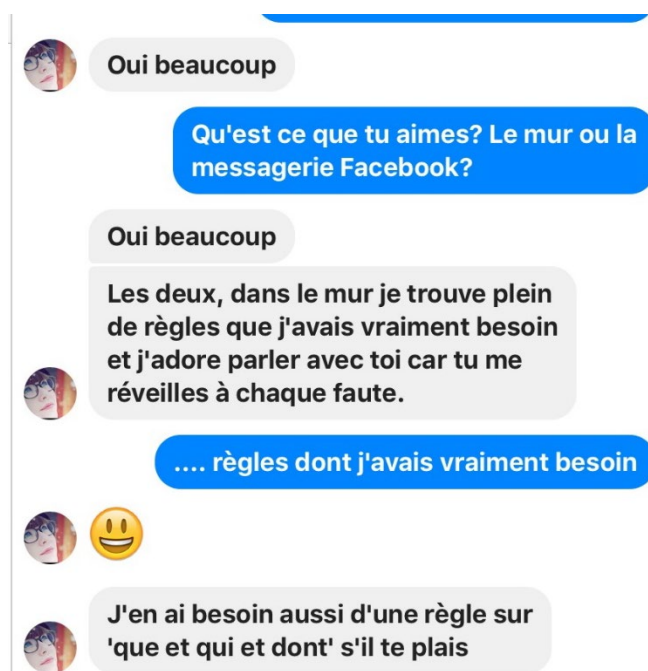 Oui beaucoup
Qu'est ce que tu aimes? Le mur ou la
messagerie Facebook?
Oui beaucoup
Les deux, dans le mur je trouve plein
de règles que j'avais vraiment besoin
et j'adore parler avec toi car tu me
réveilles à chaque faute.
.... règles dont j'avais vraiment besoin
J'en ai besoin aussi d'une règle sur
'que et qui et dont' s'il te plais